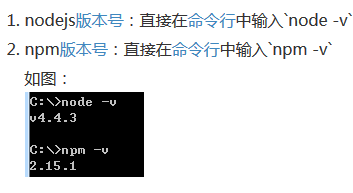 1. nodejs版本号：直接在命令行中输入`node -v`
2. npm版本号：直接在命令行中输入`npm -v`
如图：
C:\>node -v
v4.4.3
C:\>npm -v
2.15.1